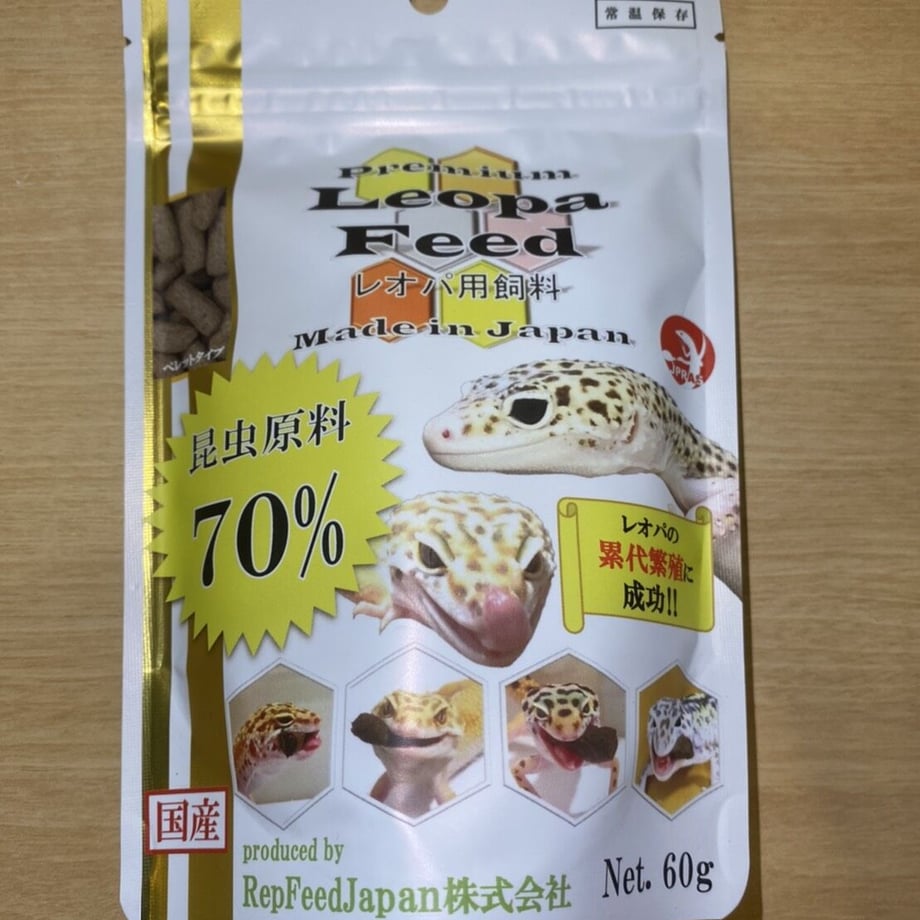 常温保存
Premium
Leopa
Feed
レオパ用飼料
Made in Japan
JPRAS
ペレットタイプ
昆虫原料
70%
レオパの
累代繁殖に
成功!!
国産
produced by
RepFeedJapan株式会社
Net. 60g